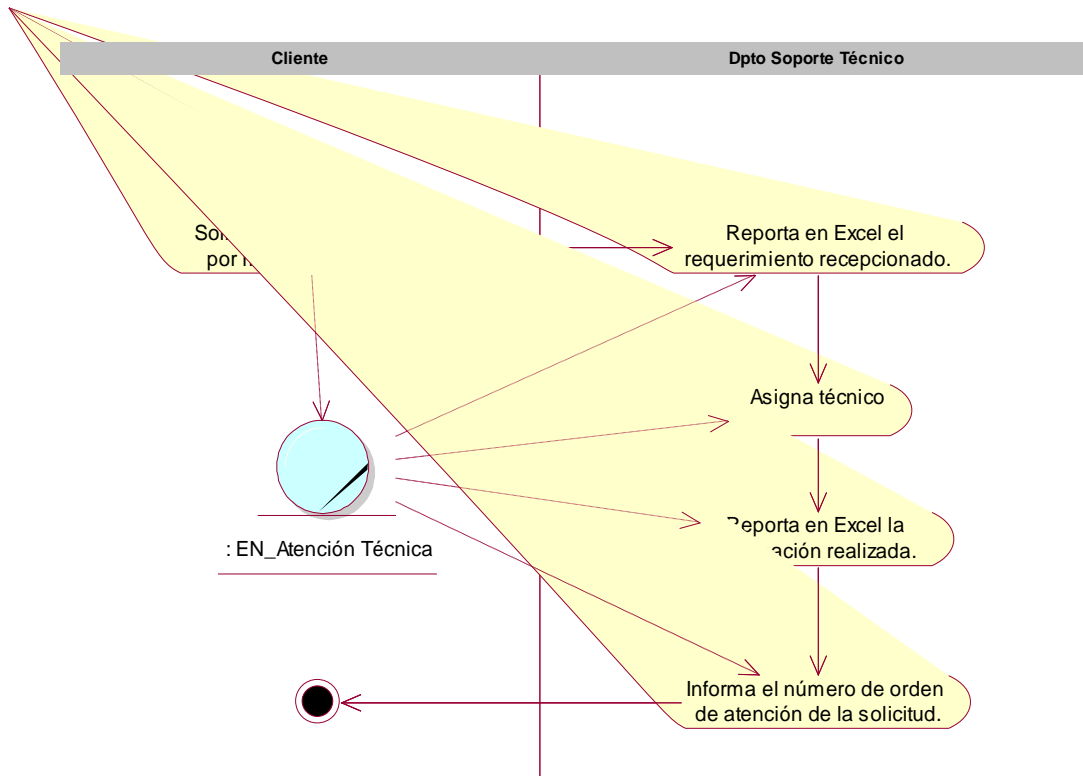 Cliente
Dpto Soporte Técnico
por
Reporta en Excel el
requerimiento recepcionado.
Asigna técnico
Reporta en Excel la
realizada.
: EN_Atención Técnica
Informa el número de orden
de atención de la solicitud.